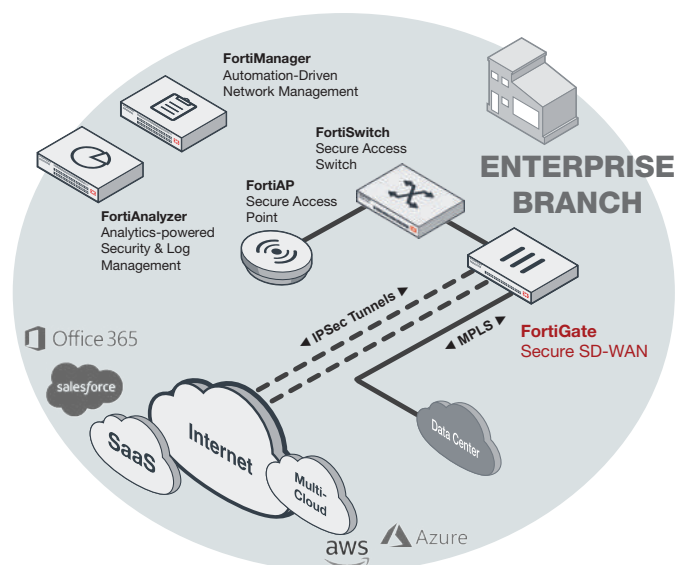 FortiManager
Automation-Driven
Network Management
FortiSwitch
Secure Access
Switch
ENTERPRISE
BRANCH
FortiAP
Secure Access
Point
FortiAnalyzer
Analytics-powered
Security & Log
Management
◄ IPSec Tunnels ►
◄ MPLS ►
FortiGate
Secure SD-WAN
Office 365
salesforce
SaaS
Internet
Multi-
Cloud
Data Center
aws
Azure